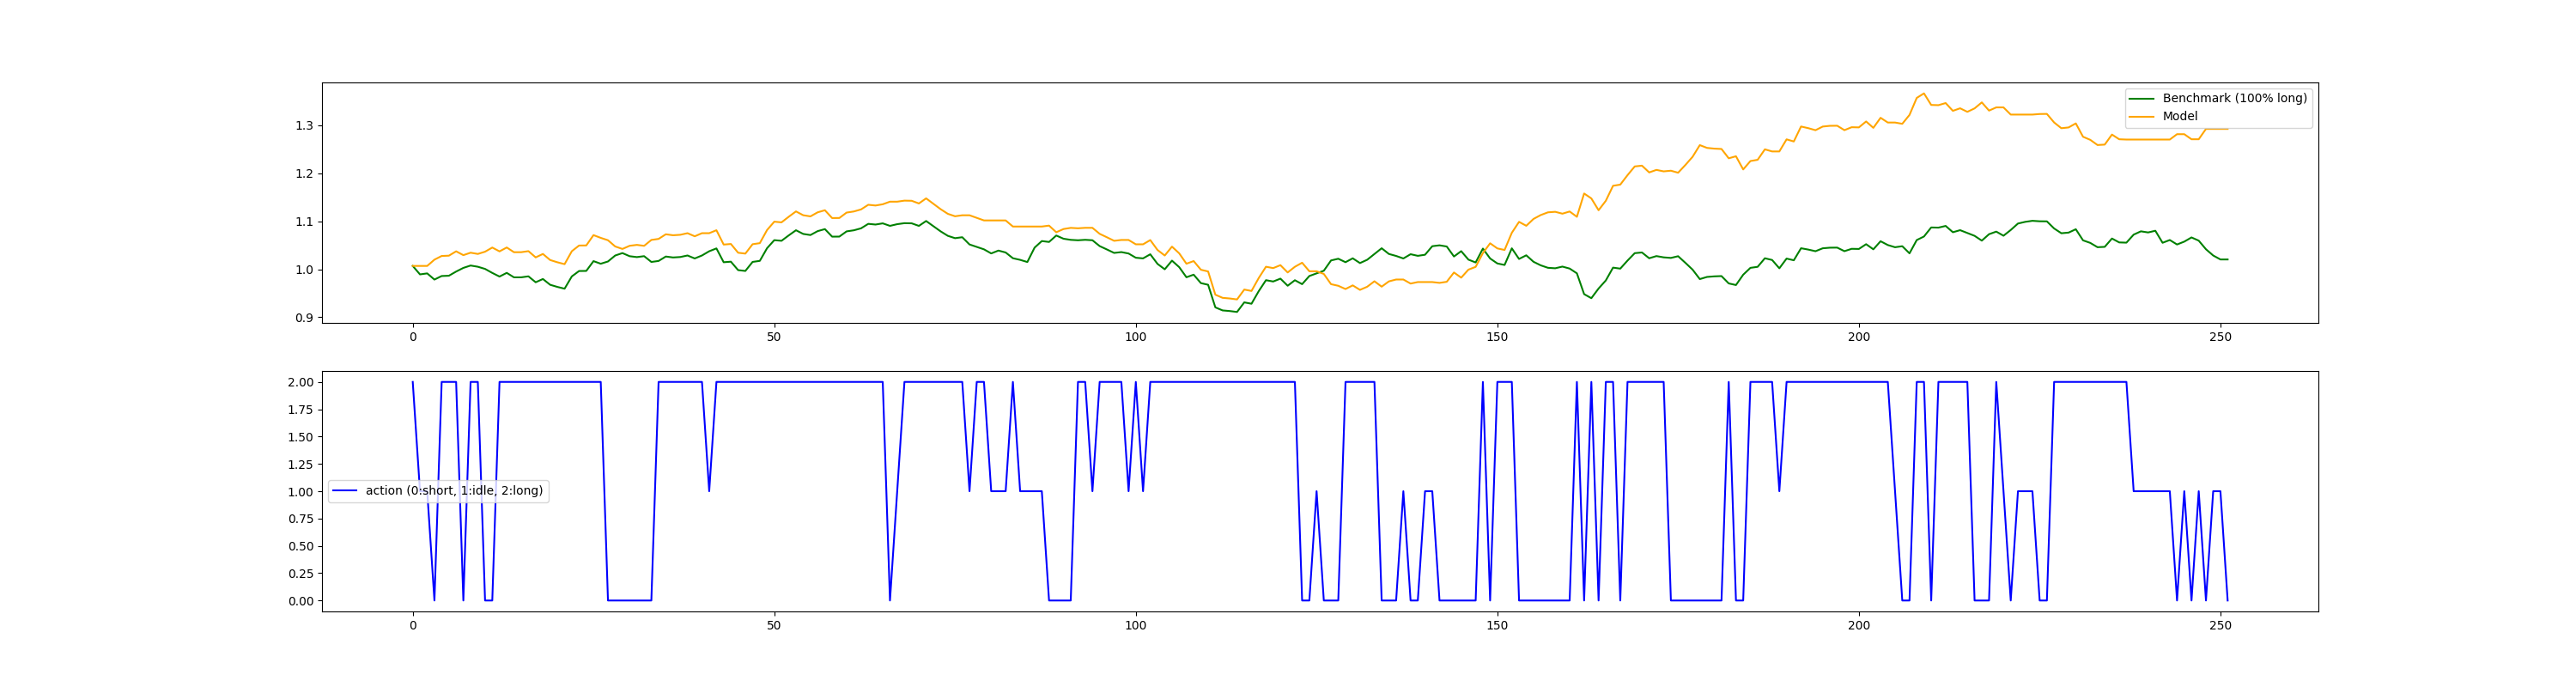 Benchmark (100% long)
Model
1.3
1.2
1.1
1.0
0.9
0 50 100 150 200 250
2.00
1.75
1.50
1.25
1.00
0.75
0.50
0.25
0.00
action (0:short, 1:idle, 2:long)
0 50 100 150 200 250